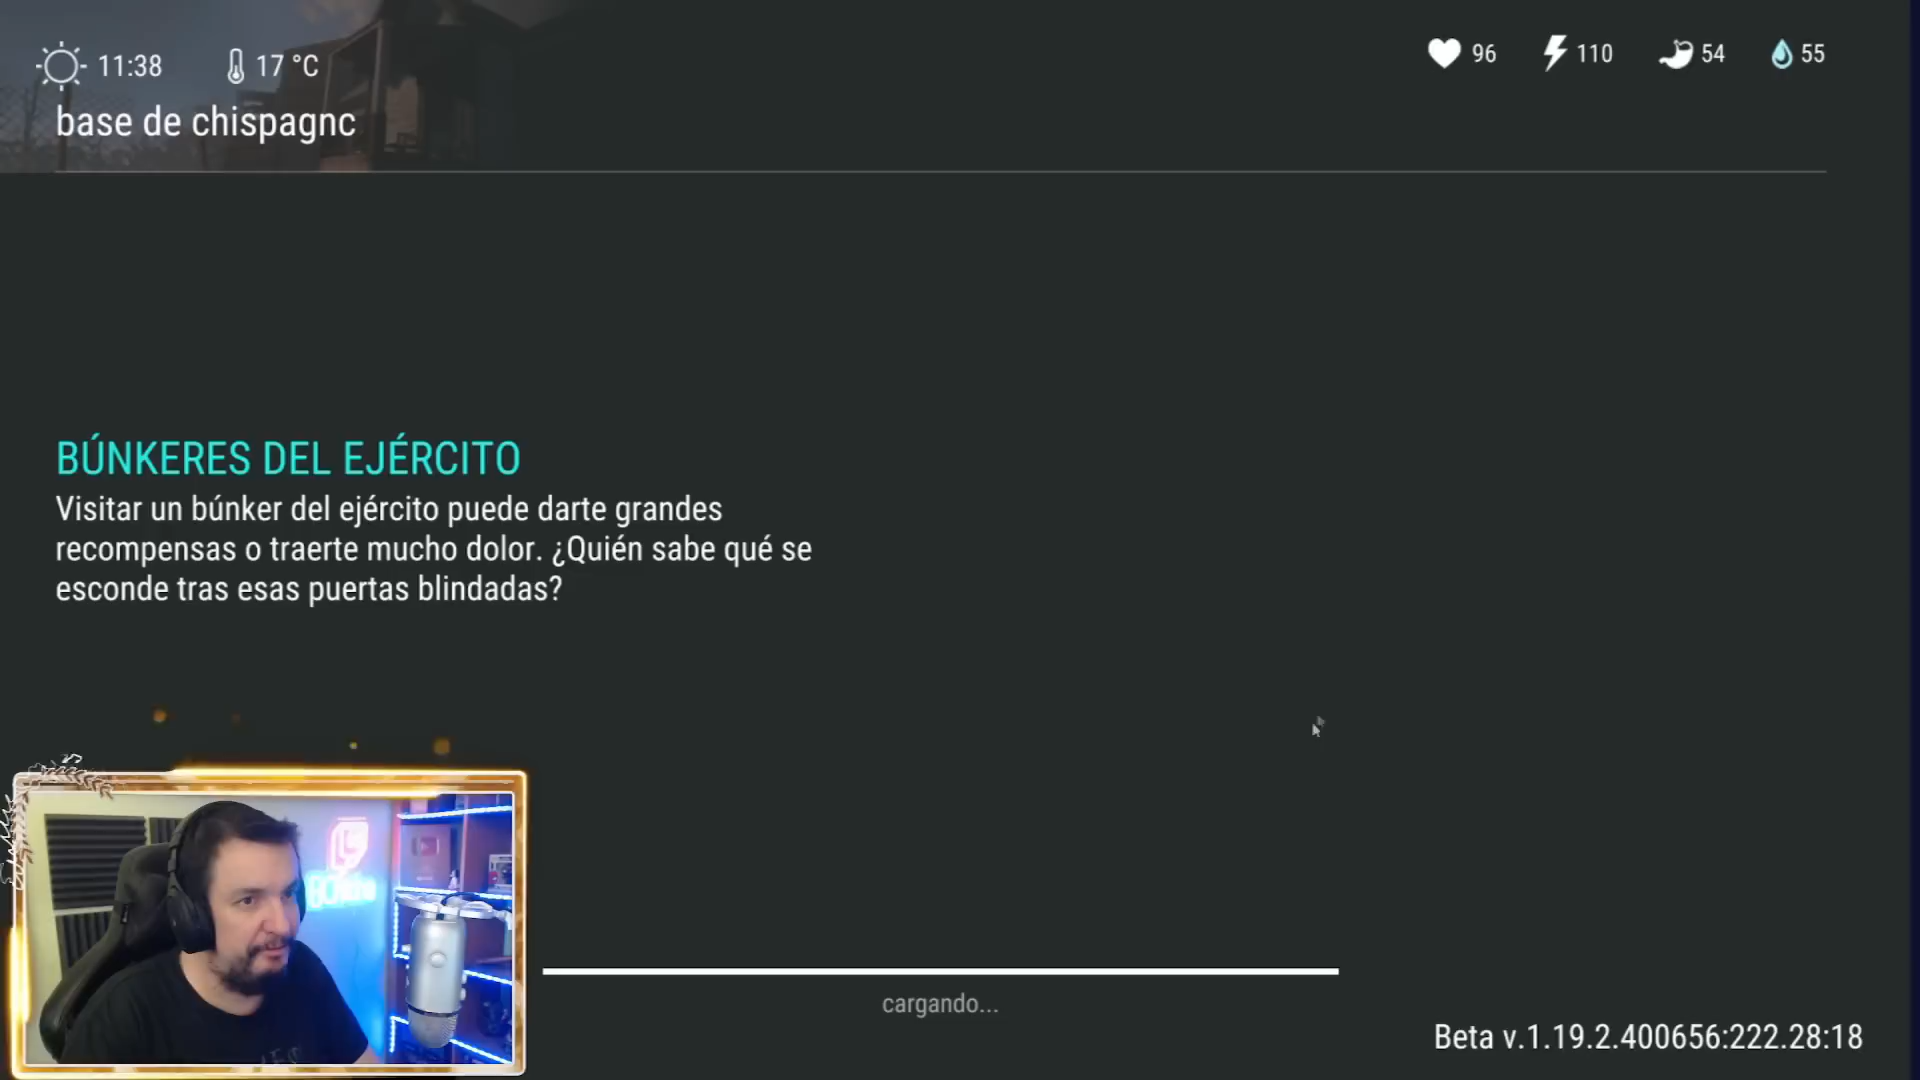 11:38 17 °C
96 110 54 55
base de chispagnc
BÚNKERES DEL EJÉRCITO
Visitar un búnker del ejército puede darte grandes
recompensas o traerte mucho dolor. ¿Quién sabe qué se
esconde tras esas puertas blindadas?
cargando...
Beta v.1.19.2.400656:222.28:18